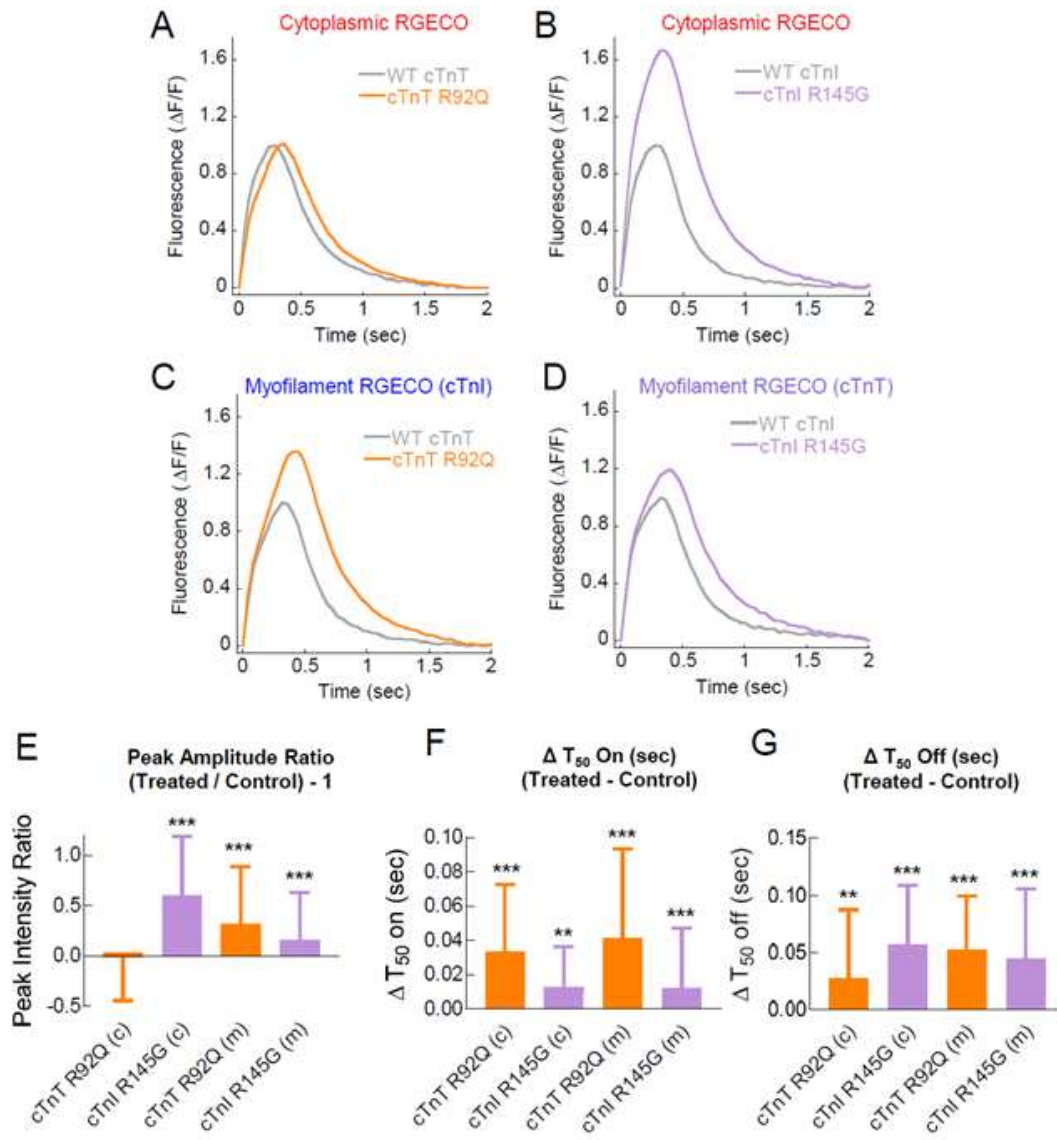 A
Cytoplasmic RGECO
1.6
1.2
0.8
0.4
0
Fluorescence (ΔF/F)
WT cTnT
cTnT R92Q
0 0.5 1 1.5 2
Time (sec)
B
Cytoplasmic RGECO
1.6
1.2
0.8
0.4
0
Fluorescence (ΔF/F)
WT cTnI
cTnI R145G
0 0.5 1 1.5 2
Time (sec)
C
Myofilament RGECO (cTnI)
1.6
1.2
0.8
0.4
0
Fluorescence (ΔF/F)
WT cTnT
cTnT R92Q
0 0.5 1 1.5 2
Time (sec)
D
Myofilament RGECO (cTnT)
1.6
1.2
0.8
0.4
0
Fluorescence (ΔF/F)
WT cTnI
cTnI R145G
0 0.5 1 1.5 2
Time (sec)
E
Peak Amplitude Ratio
(Treated / Control) - 1
Peak Intensity Ratio
1.0
0.5
0.0
-0.5
*** *** ***
cTnT R92Q (c)
cTnI R145G (c)
cTnT R92Q (m)
cTnI R145G (m)
F
Δ T50 On (sec)
(Treated - Control)
Δ T50 on (sec)
0.10
0.08
0.06
0.04
0.02
0.00
*** ** *** ***
cTnT R92Q (c)
cTnI R145G (c)
cTnT R92Q (m)
cTnI R145G (m)
G
Δ T50 Off (sec)
(Treated - Control)
Δ T50 off (sec)
0.15
0.10
0.05
0.00
** *** *** ***
cTnT R92Q (c)
cTnI R145G (c)
cTnT R92Q (m)
cTnI R145G (m)